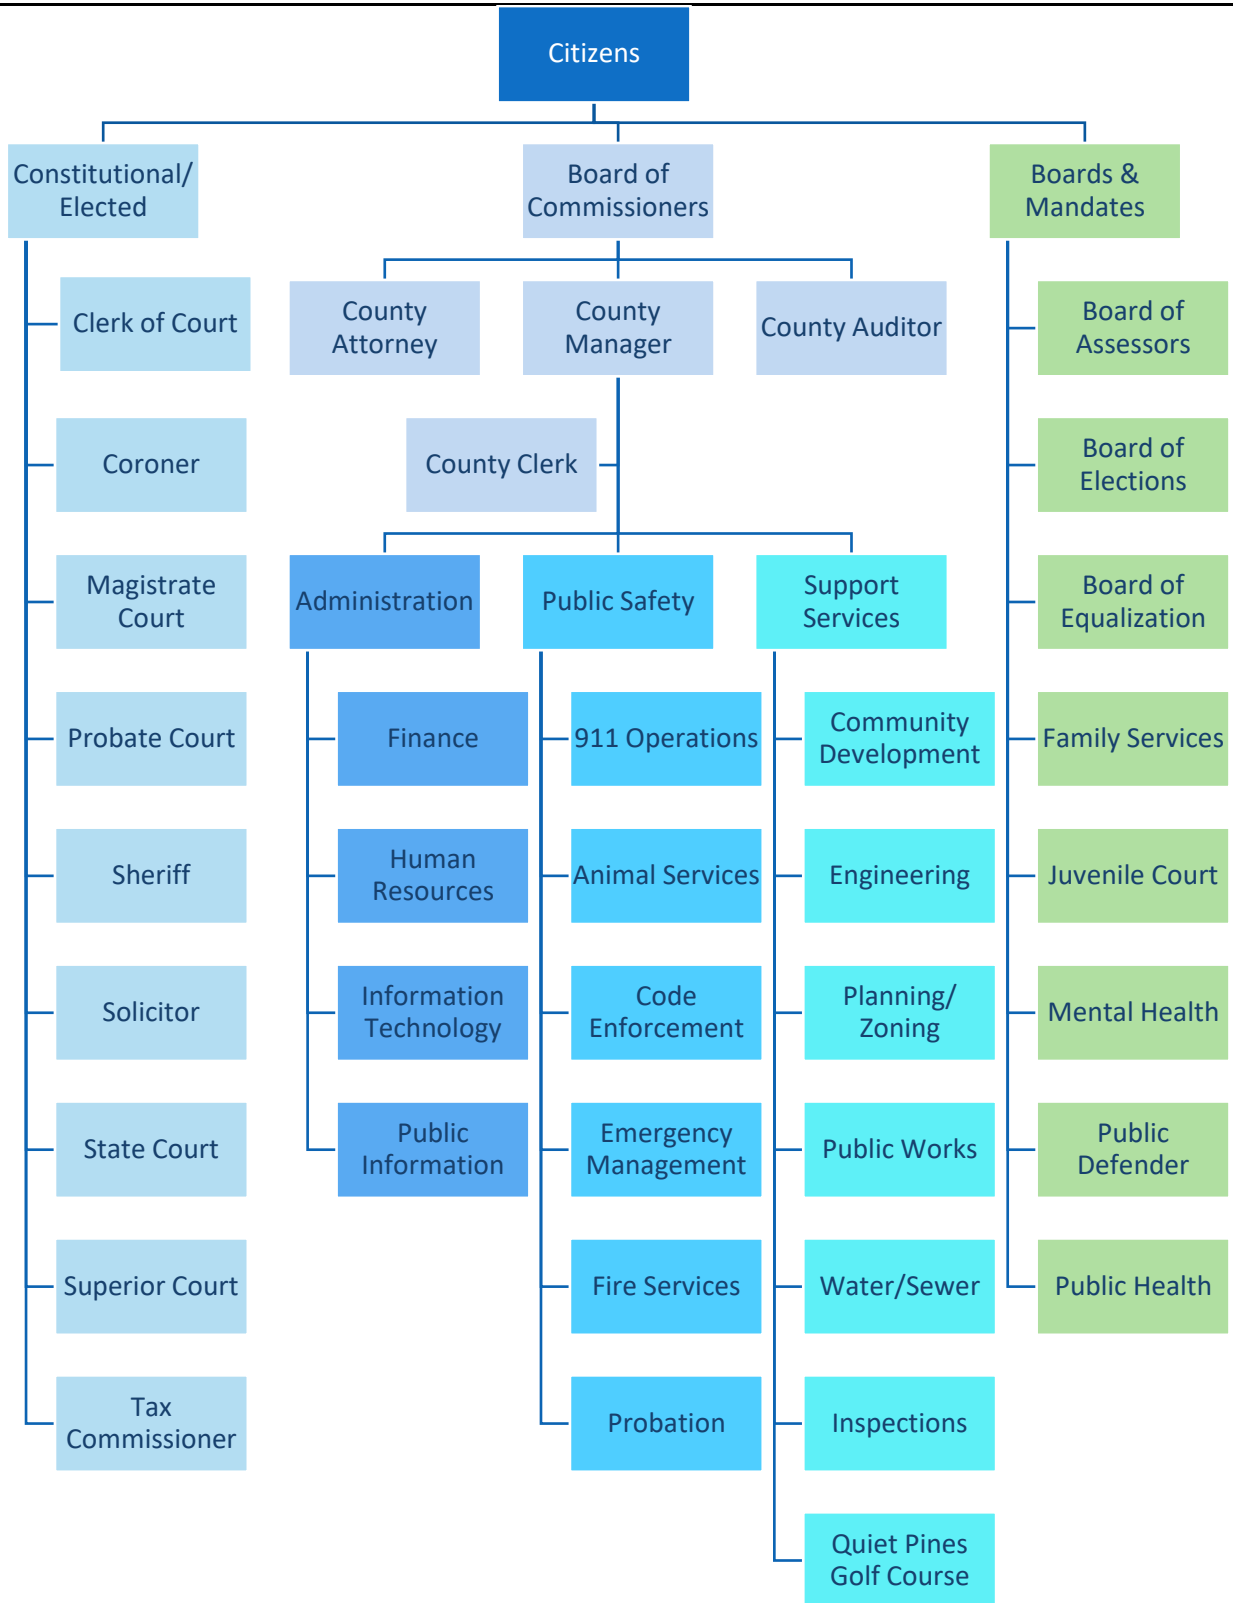 Citizens
Constitutional/
Elected
Board of
Commissioners
Boards &
Mandates
Clerk of Court
Coroner
Magistrate
Court
Probate Court
Sheriff
Solicitor
State Court
Superior Court
Tax
Commissioner
County
Attorney
County
Manager
County Auditor
County Clerk
Administration
Finance
Human
Resources
Information
Technology
Public
Information
Public Safety
911 Operations
Animal Services
Code
Enforcement
Emergency
Management
Fire Services
Probation
Support
Services
Community
Development
Engineering
Planning/
Zoning
Public Works
Water/Sewer
Inspections
Quiet Pines
Golf Course
Board of
Assessors
Board of
Elections
Board of
Equalization
Family Services
Juvenile Court
Mental Health
Public
Defender
Public Health